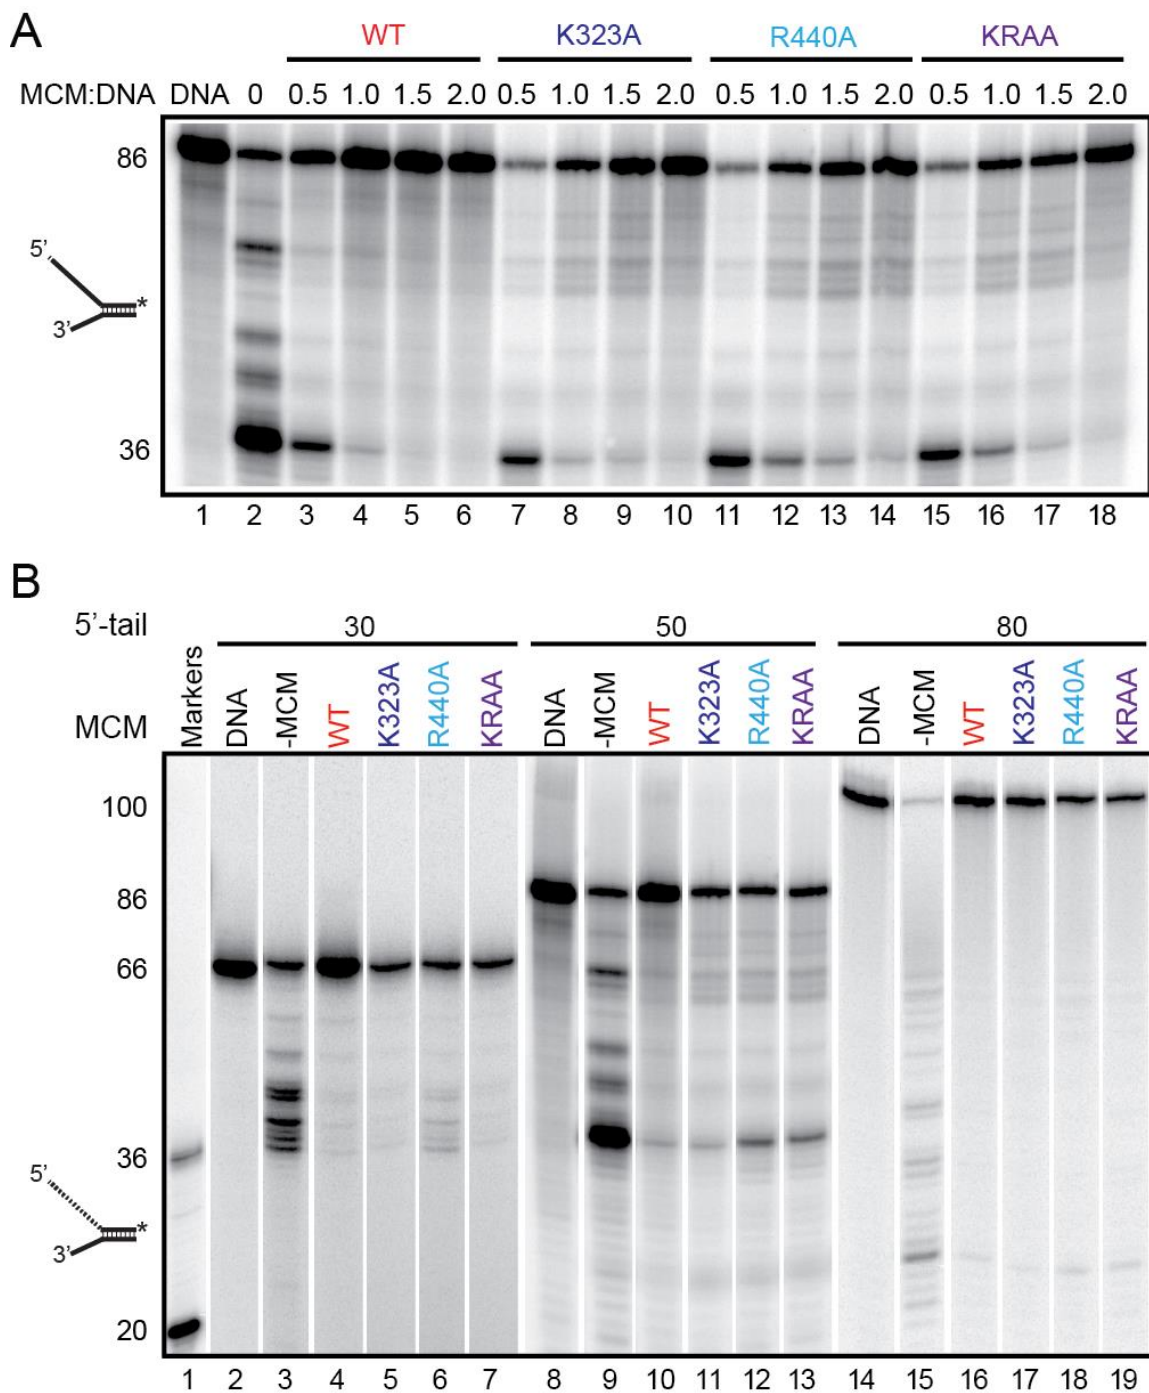 A
WT K323A R440A KRAA
MCM:DNA DNA 0 0.5 1.0 1.5 2.0 0.5 1.0 1.5 2.0 0.5 1.0 1.5 2.0 0.5 1.0 1.5 2.0
86
5'
*
3'
36
1 2 3 4 5 6 7 8 9 10 11 12 13 14 15 16 17 18
B
5'-tail 30 50 80
MCM Markers DNA -MCM WT K323A R440A KRAA DNA -MCM WT K323A R440A KRAA DNA -MCM WT K323A R440A KRAA
100
86
66
36
5'
*
3'
20
1 2 3 4 5 6 7 8 9 10 11 12 13 14 15 16 17 18 19